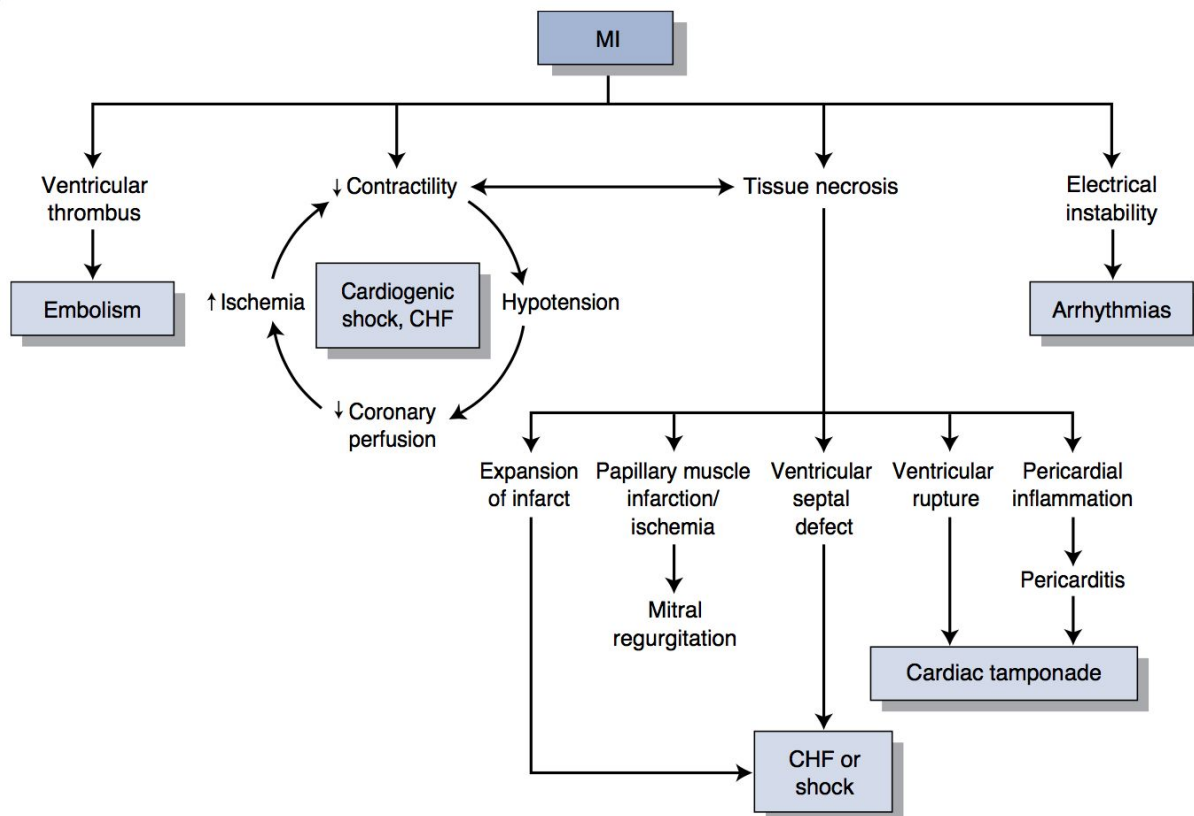 MI
Ventricular
thrombus
↓ Contractility
Tissue necrosis
Electrical
instability
Embolism
↑ Ischemia
Cardiogenic
shock, CHF
Hypotension
Arrhythmias
↓ Coronary
perfusion
Expansion
of infarct
Papillary muscle
infarction/
ischemia
Ventricular
septal
defect
Ventricular
rupture
Pericardial
inflammation
Mitral
regurgitation
Pericarditis
Cardiac tamponade
CHF or
shock